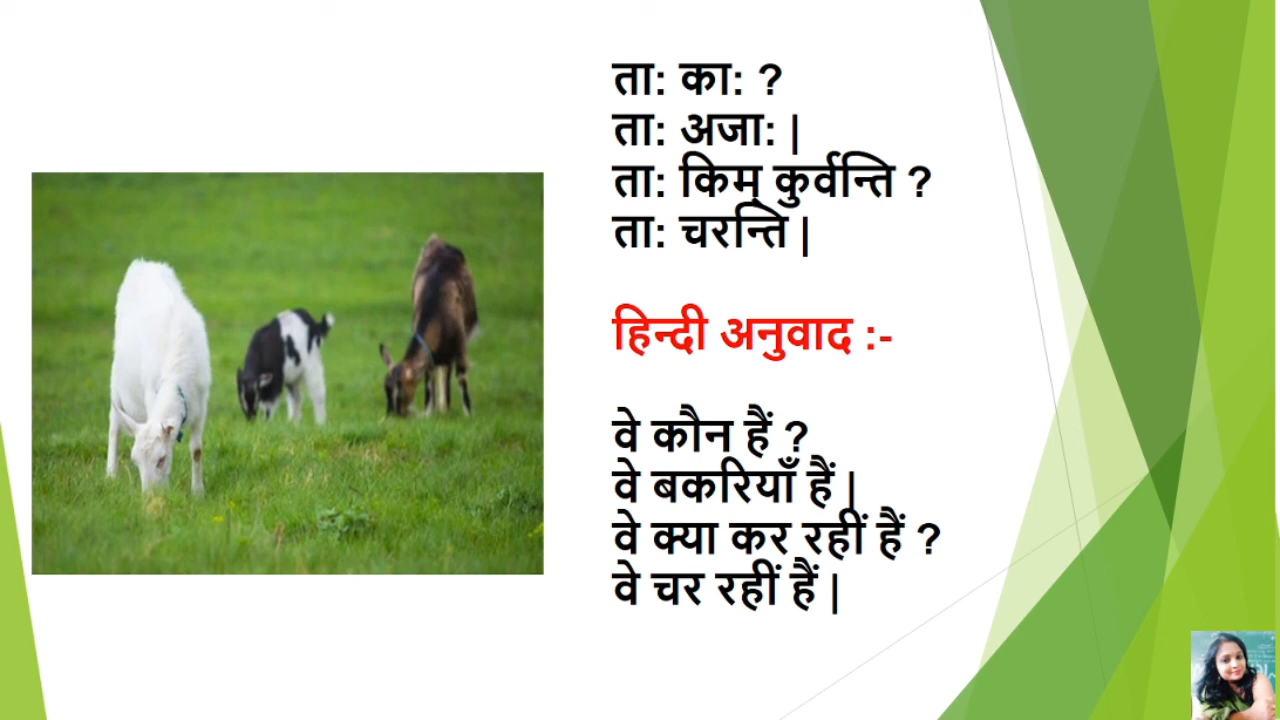 ता: का: ?
ता: अजा: |
ता: किम् कुर्वन्ति ?
ता: चरन्ति |
हिन्दी अनुवाद :-
वे कौन हैं ?
वे बकरियाँ हैं |
वे क्या कर रहीं हैं ?
वे चर रहीं हैं |